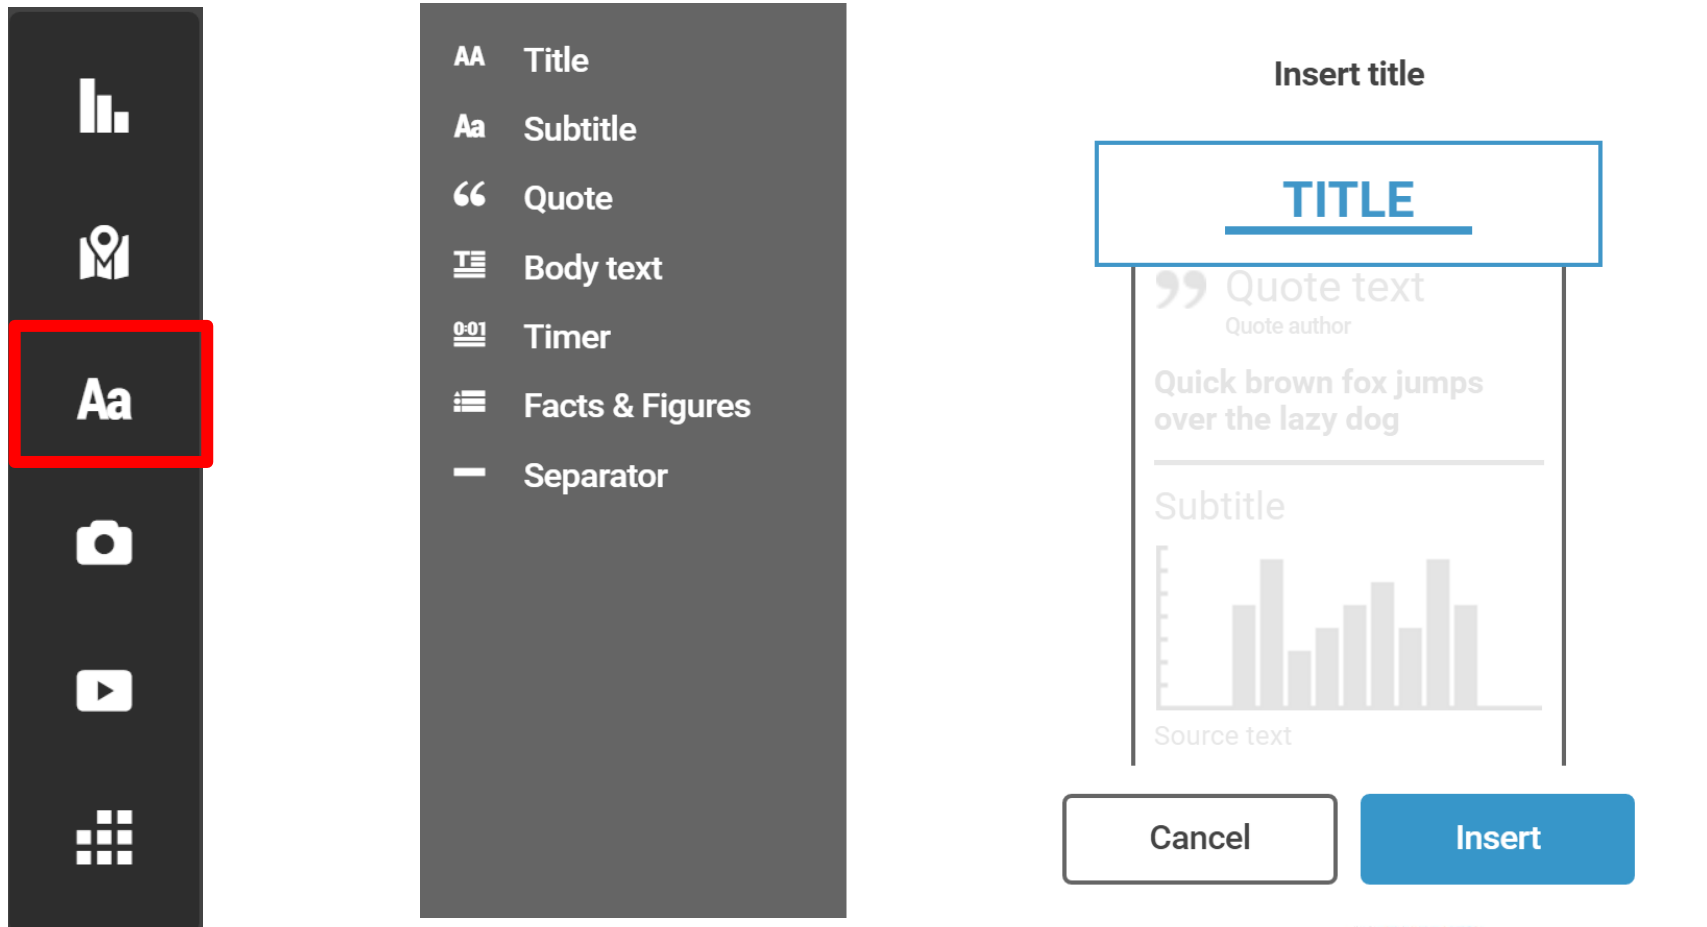 Aa
AA Title
Aa Subtitle
“ Quote
T Body text
0:01 Timer
Facts & Figures
Separator
Insert title
TITLE
” Quote text
Quote author
Quick brown fox jumps
over the lazy dog
Subtitle
Source text
Cancel
Insert